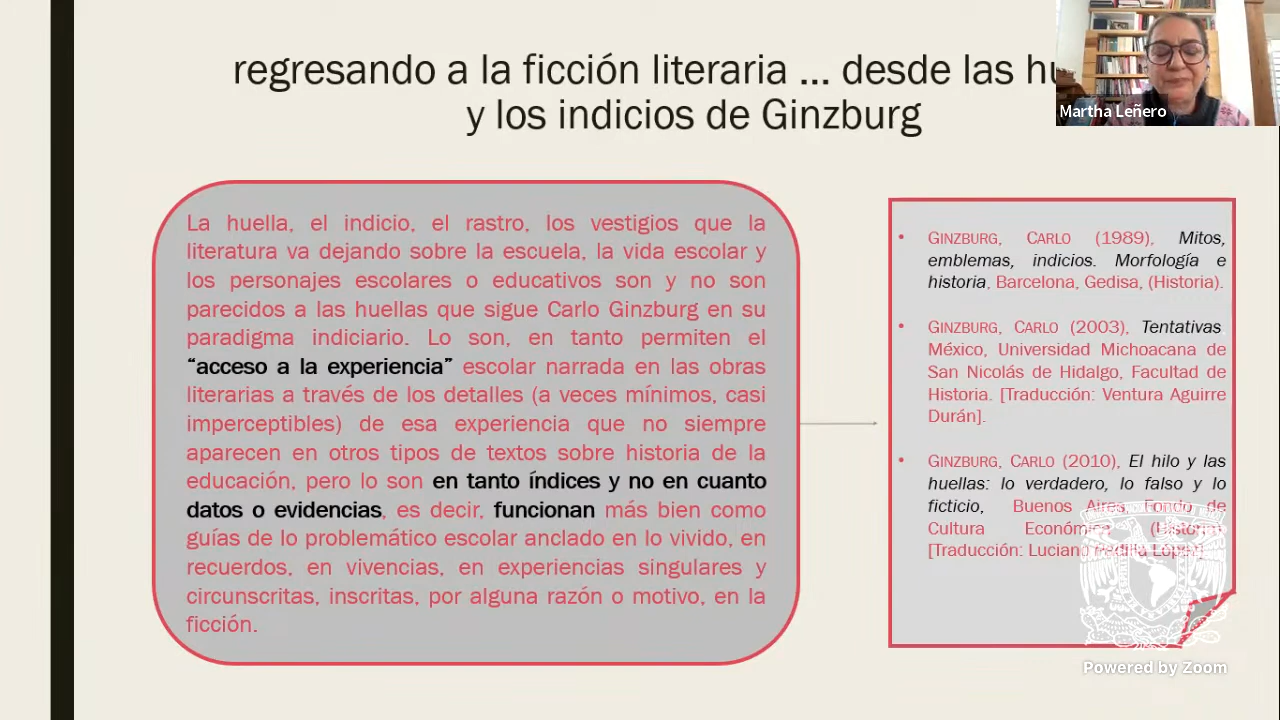 regresando a la ficción literaria ... desde las
y los indicios de Ginzburg
Martha Leñero
La huella, el indicio, el rastro, los vestigios que la
literatura va dejando sobre la escuela, la vida escolar y
los personajes escolares o educativos son y no son
parecidos a las huellas que sigue Carlo Ginzburg en su
paradigma indiciario. Lo son, en tanto permiten el
“acceso a la experiencia” escolar narrada en las obras
literarias a través de los detalles (a veces mínimos, casi
imperceptibles) de esa experiencia que no siempre
aparecen en otros tipos de textos sobre historia de la
educación, pero lo son en tanto índices y no en cuanto
datos o evidencias, es decir, funcionan más bien como
guías de lo problemático escolar anclado en lo vivido, en
recuerdos, en vivencias, en experiencias singulares y
circunscritas, inscritas, por alguna razón o motivo, en la
ficción.
• GINZBURG, CARLO (1989), Mitos,
emblemas, indicios. Morfología e
historia, Barcelona, Gedisa, (Historia).
• GINZBURG, CARLO (2003), Tentativas
México, Universidad Michoacana de
San Nicolás de Hidalgo, Facultad de
Historia. [Traducción: Ventura Aguirre
Durán].
• GINZBURG, CARLO (2010), El hilo y las
huellas: lo verdadero, lo falso y lo
ficticio, Buenos Aires, Fondo de
Cultura Económica (Historia)
[Traducción: Luciano Padilla López]
Powered by Zoom